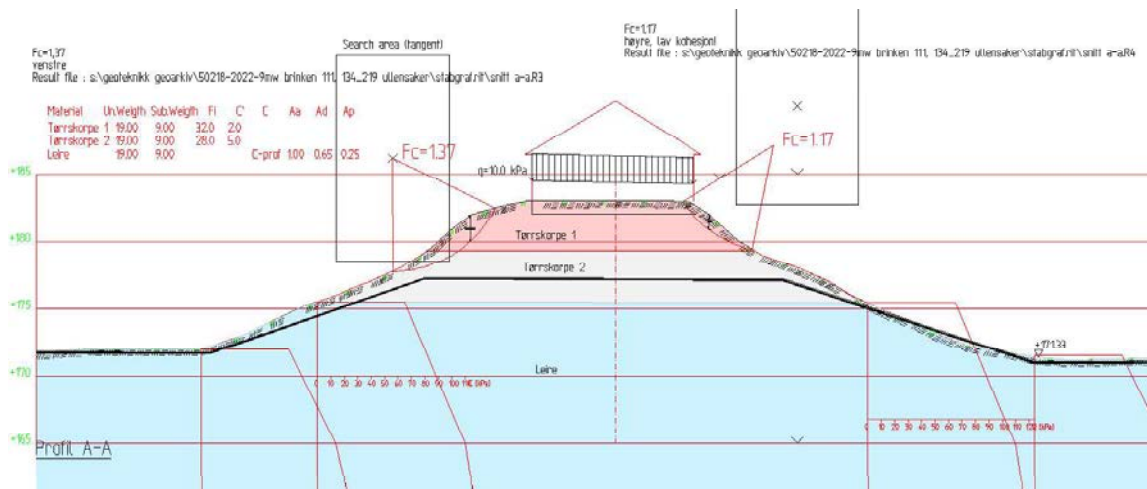 Fc=1,37
venstre
Result file : s:\geoteknikk geoarkiv\50218-2022-9mw brinken 111, 134_219 ullensaker\stabgraf.rit\snitt a-a.R3
Search area (tangent)
Fc=1,17
høyre, lav kohesjon!
Result file : s:\geoteknikk geoarkiv\50218-2022-9mw brinken 111, 134_219 ullensaker\stabgraf.rit\snitt a-a.R4
Material Un.Weigth Sub.Weigth Fi C' C Aa Ad Ap
Tørrskorpe 1 19.00 9.00 32.0 2.0
Tørrskorpe 2 19.00 9.00 28.0 5.0
Leire 19.00 9.00 C-prof 1.00 0.65 0.25
Fc=1.37
Fc=1.17
q=10.0 kPa
+185
+180
+175
+170
+165
Tørrskorpe 1
Tørrskorpe 2
Leire
+171.39
0 10 20 30 40 50 60 70 80 90 100 (kPa)
0 10 20 30 40 50 60 70 80 90 100 110 120 (kPa)
Profil A-A